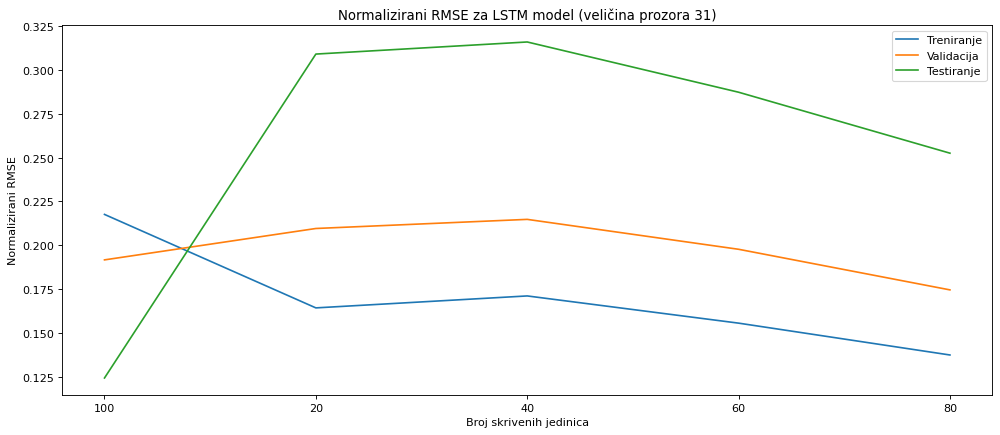 Normalizirani RMSE za LSTM model (veličina prozora 31)
Treniranje
Validacija
Testiranje
Normalizirani RMSE
0.325
0.300
0.275
0.250
0.225
0.200
0.175
0.150
0.125
100 20 40 60 80
Broj skrivenih jedinica